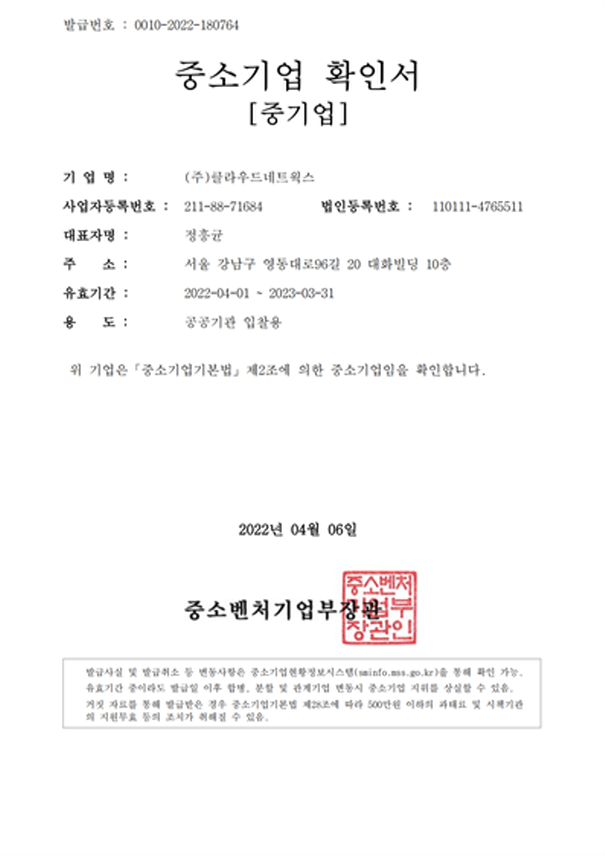 발급번호 : 0010-2022-180764
중소기업 확인서
[중기업]
기 업 명 : (주)클라우드네트웍스
사업자등록번호 : 211-88-71684 법인등록번호 : 110111-4765511
대표자명 : 정흥균
주 소 : 서울 강남구 영동대로96길 20 대화빌딩 10층
유효기간 : 2022-04-01 ~ 2023-03-31
용 도 : 공공기관 입찰용
위 기업은「중소기업기본법」제2조에 의한 중소기업임을 확인합니다.
2022년 04월 06일
중소벤처기업부장관
중소벤처
기업부
장관인
발급사실 및 발급취소 등 변동사항은 중소기업현황정보시스템(sminfo.mss.go.kr)을 통해 확인 가능.
유효기간 중이라도 발급일 이후 합병, 분할 및 관계기업 변동시 중소기업 지위를 상실할 수 있음.
거짓 자료를 통해 발급받은 경우 중소기업기본법 제28조에 따라 500만원 이하의 과태료 및 시책기관
의 지원무효 등의 조치가 취해질 수 있음.